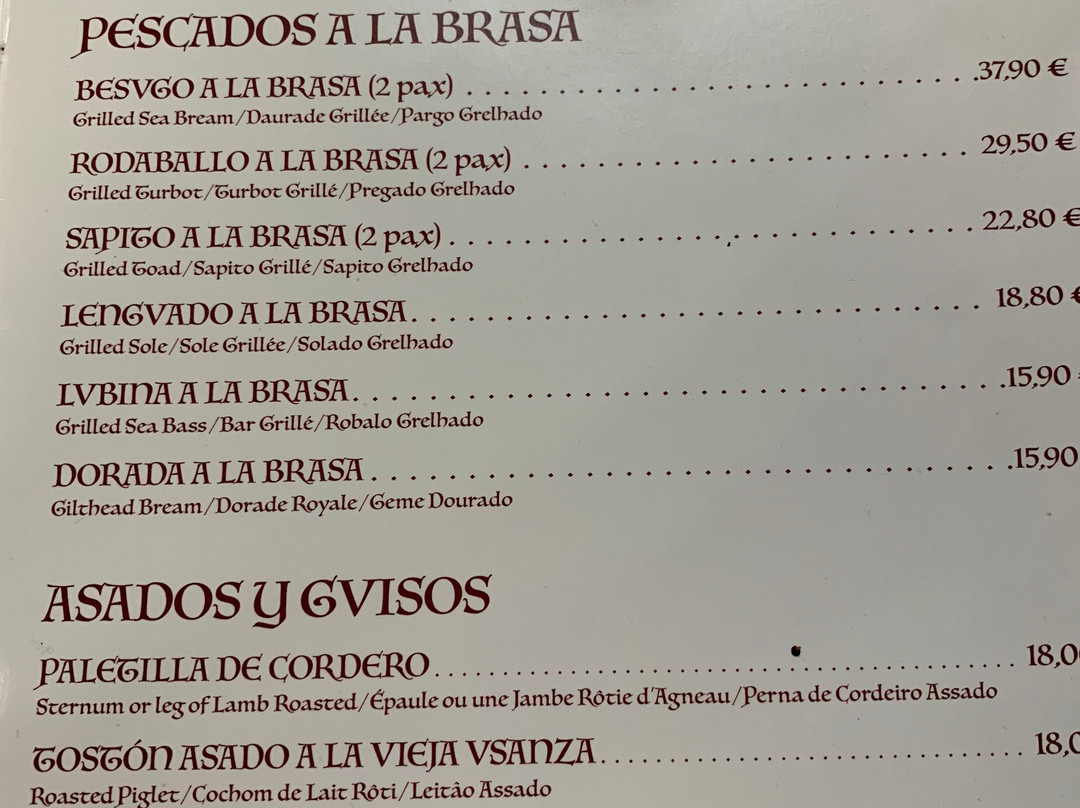 PESCADOS A LA BRASA
BESVGO A LA BRASA (2 pax) . . . . . . . . . . . . . . . . . . . . . . . . . . . . 37,90 €
Grilled Sea Bream/Daurade Grillée/Pargo Grelhado
RODABALLO A LA BRASA (2 pax) . . . . . . . . . . . . . . . . . . . . . . . . 29,50 €
Grilled Turbot/Turbot Grillé/Pregado Grelhado
SAPITO A LA BRASA (2 pax) . . . . . . . . . . . . . . . . . . . . . . . . . . . . 22,80 €
Grilled Toad/Sapito Grillé/Sapito Grelhado
LENGVADO A LA BRASA. . . . . . . . . . . . . . . . . . . . . . . . . . . . . . 18,80 €
Grilled Sole/Sole Grillée/Solado Grelhado
LVBINA A LA BRASA. . . . . . . . . . . . . . . . . . . . . . . . . . . . . . . . . .15,90
Grilled Sea Bass/Bar Grillé/Robalo Grelhado
DORADA A LA BRASA . . . . . . . . . . . . . . . . . . . . . . . . . . . . . . . . .15,90
Gilthead Bream/Dorade Royale/Geme Dourado
ASADOS Y GVISOS
PALETILLA DE CORDERO . . . . . . . . . . . . . . . . . . . . . . . . . . . . . . 18,0
Sternum or leg of Lamb Roasted/Épaule ou une Jambe Rôtie d'Agneau/Perna de Cordeiro Assado
TOSTÓN ASADO A LA VIEJA VSANZA. . . . . . . . . . . . . . . . . . . . . . 18,0
Roasted Piglet/Cochom de Lait Rôti/Leitâo Assado